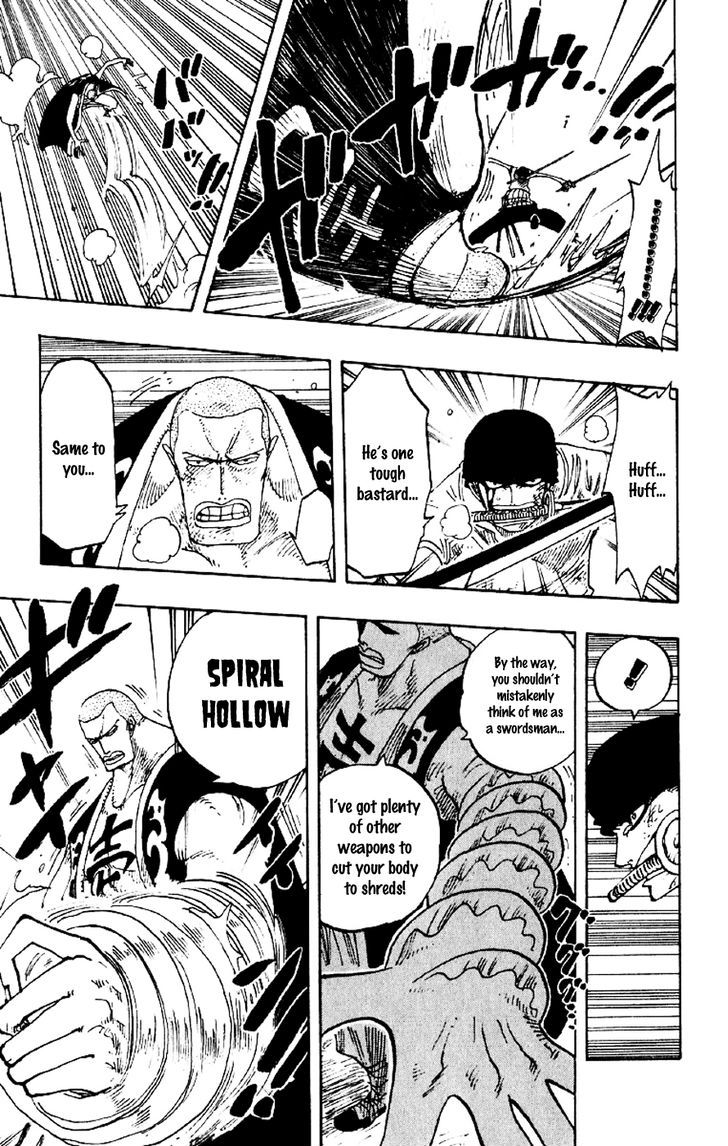 !!!
Huff...
Huff...
He's one
tough
bastard...
Same to
you...
!!
By the way,
you shouldn't
mistakenly
think of me as
a swordsman...
I've got plenty
of other
weapons to
cut your body
to shreds!
SPIRAL
HOLLOW
壱